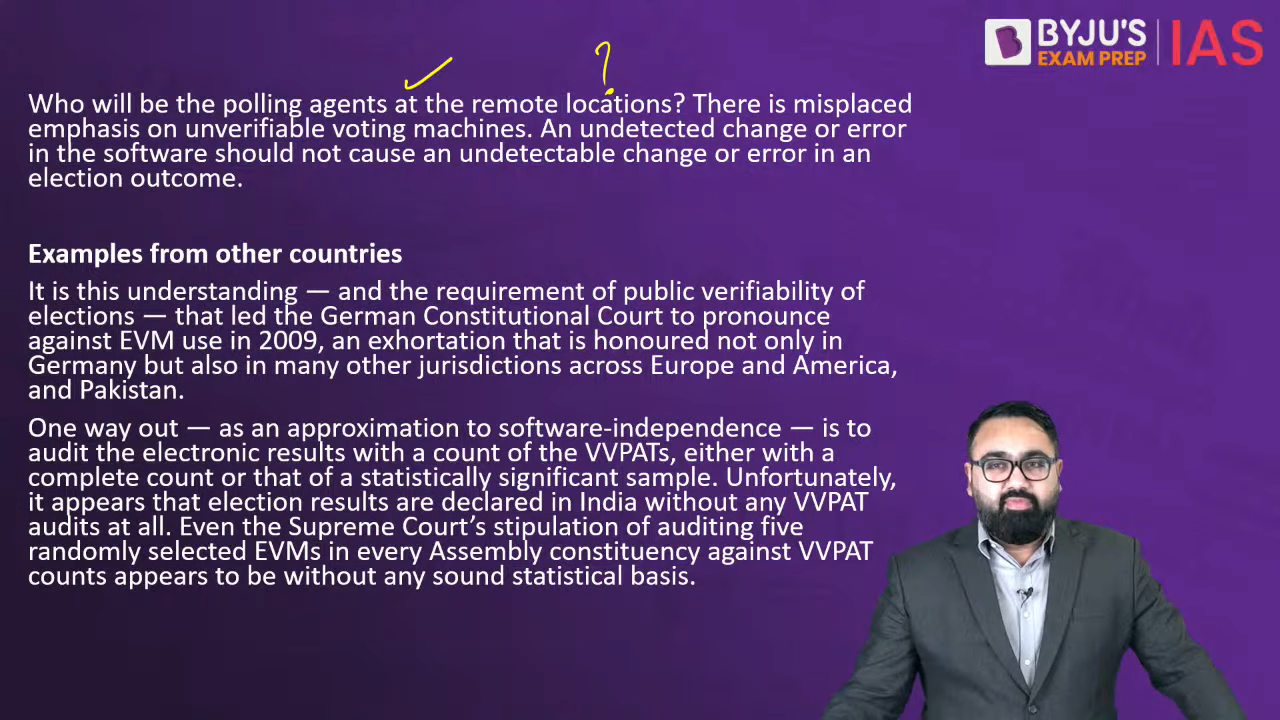 BYJU'S
EXAM PREP
IAS
?
Who will be the polling agents at the remote locations? There is misplaced
emphasis on unverifiable voting machines. An undetected change or error
in the software should not cause an undetectable change or error in an
election outcome.
Examples from other countries
It is this understanding — and the requirement of public verifiability of
elections — that led the German Constitutional Court to pronounce
against EVM use in 2009, an exhortation that is honoured not only in
Germany but also in many other jurisdictions across Europe and America,
and Pakistan.
One way out — as an approximation to software-independence — is to
audit the electronic results with a count of the VVPATs, either with a
complete count or that of a statistically significant sample. Unfortunately,
it appears that election results are declared in India without any VVPAT
audits at all. Even the Supreme Court's stipulation of auditing five
randomly selected EVMs in every Assembly constituency against VVPAT
counts appears to be without any sound statistical basis.